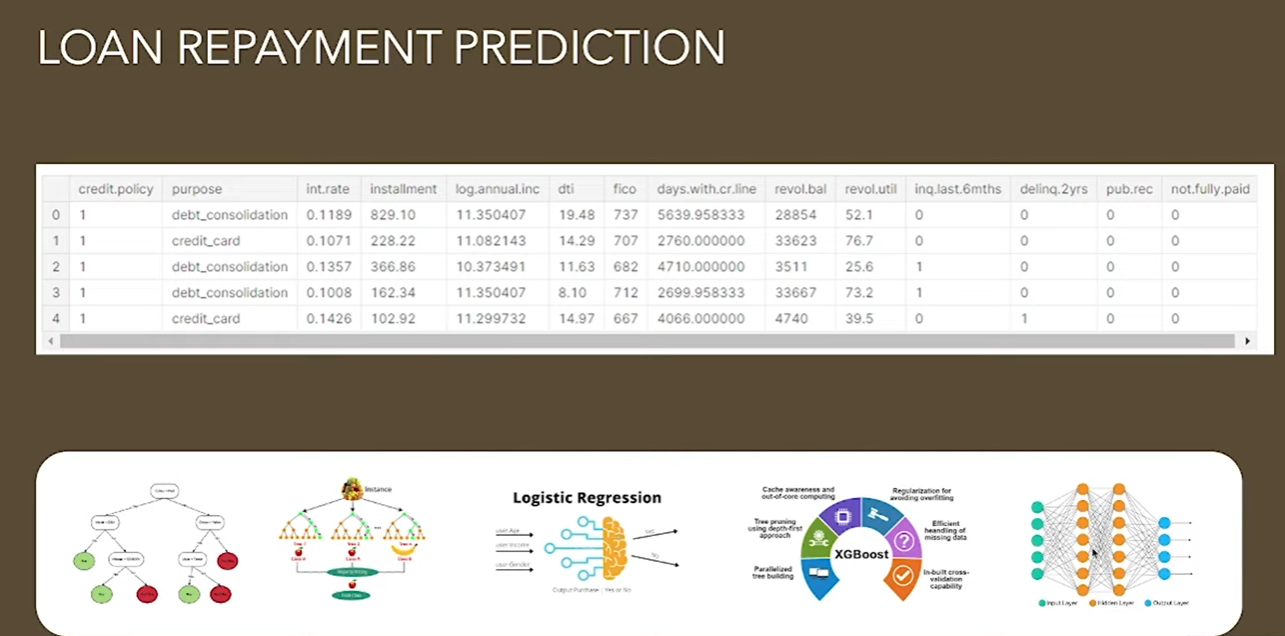 LOAN REPAYMENT PREDICTION
credit.policy purpose int.rate installment log.annual.inc dti fico days.with.cr.line revol.bal revol.util inq.last.6mths delinq.2yrs pub.rec not.fully.paid
0 1 debt_consolidation 0.1189 829.10 11.350407 19.48 737 5639.958333 28854 52.1 0 0 0 0
1 1 credit_card 0.1071 228.22 11.082143 14.29 707 2760.000000 33623 76.7 0 0 0 0
2 1 debt_consolidation 0.1357 366.86 10.373491 11.63 682 4710.000000 3511 25.6 1 0 0 0
3 1 debt_consolidation 0.1008 162.34 11.350407 8.10 712 2699.958333 33667 73.2 1 0 0 0
4 1 credit_card 0.1426 102.92 11.299732 14.97 667 4066.000000 4740 39.5 0 1 0 0
Instance
Logistic Regression
user Age
user Income
user Gender
Yes
No
Output Purchase : Yes or No
Cache awareness and
out-of-core computing
Regularization for
avoiding overfitting
Tree pruning
using depth-first
approach
Efficient
heandling of
missing data
XGBoost
Parallelized
tree building
In-built cross-
validation
capability
Input Layer Hidden Layer Output Layer